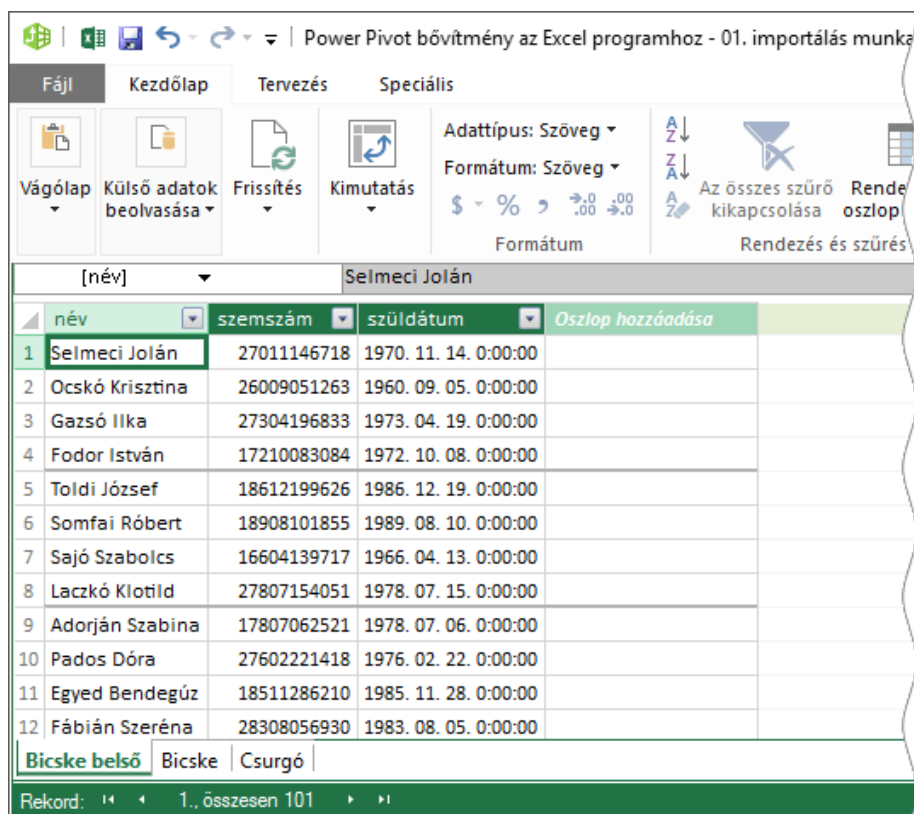 Power Pivot bővítmény az Excel programhoz - 01. importálás munka
Fájl Kezdőlap Tervezés Speciális
Vágólap
Külső adatok beolvasása
Frissítés
Kimutatás
Adattípus: Szöveg
Formátum: Szöveg
$ % , .00 .00
Formátum
Az összes szűrő
kikapcsolása
Rende
oszlop
Rendezés és szűrés
[név] Selmeci Jolán
név szemszám szüldátum Oszlop hozzáadása
1 Selmeci Jolán 27011146718 1970. 11. 14. 0:00:00
2 Ocskó Krisztina 26009051263 1960. 09. 05. 0:00:00
3 Gazsó Ilka 27304196833 1973. 04. 19. 0:00:00
4 Fodor István 17210083084 1972. 10. 08. 0:00:00
5 Toldi József 18612199626 1986. 12. 19. 0:00:00
6 Somfai Róbert 18908101855 1989. 08. 10. 0:00:00
7 Sajó Szabolcs 16604139717 1966. 04. 13. 0:00:00
8 Laczkó Klotild 27807154051 1978. 07. 15. 0:00:00
9 Adorján Szabina 17807062521 1978. 07. 06. 0:00:00
10 Pados Dóra 27602221418 1976. 02. 22. 0:00:00
11 Egyed Bendegúz 18511286210 1985. 11. 28. 0:00:00
12 Fábián Szeréna 28308056930 1983. 08. 05. 0:00:00
Bicske belső Bicske Csurgó
Rekord: 1., összesen 101